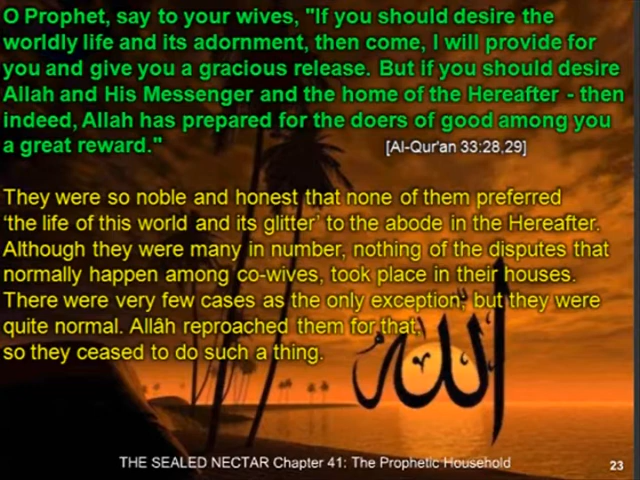 O Prophet, say to your wives, "If you should desire the
worldly life and its adornment, then come, I will provide for
you and give you a gracious release. But if you should desire
Allah and His Messenger and the home of the Hereafter - then
indeed, Allah has prepared for the doers of good among you
a great reward."
[Al-Qur'an 33:28,29]
They were so noble and honest that none of them preferred
‘the life of this world and its glitter’ to the abode in the Hereafter.
Although they were many in number, nothing of the disputes that
normally happen among co-wives, took place in their houses.
There were very few cases as the only exception; but they were
quite normal. Allâh reproached them for that,
so they ceased to do such a thing.
الله
THE SEALED NECTAR Chapter 41: The Prophetic Household
23